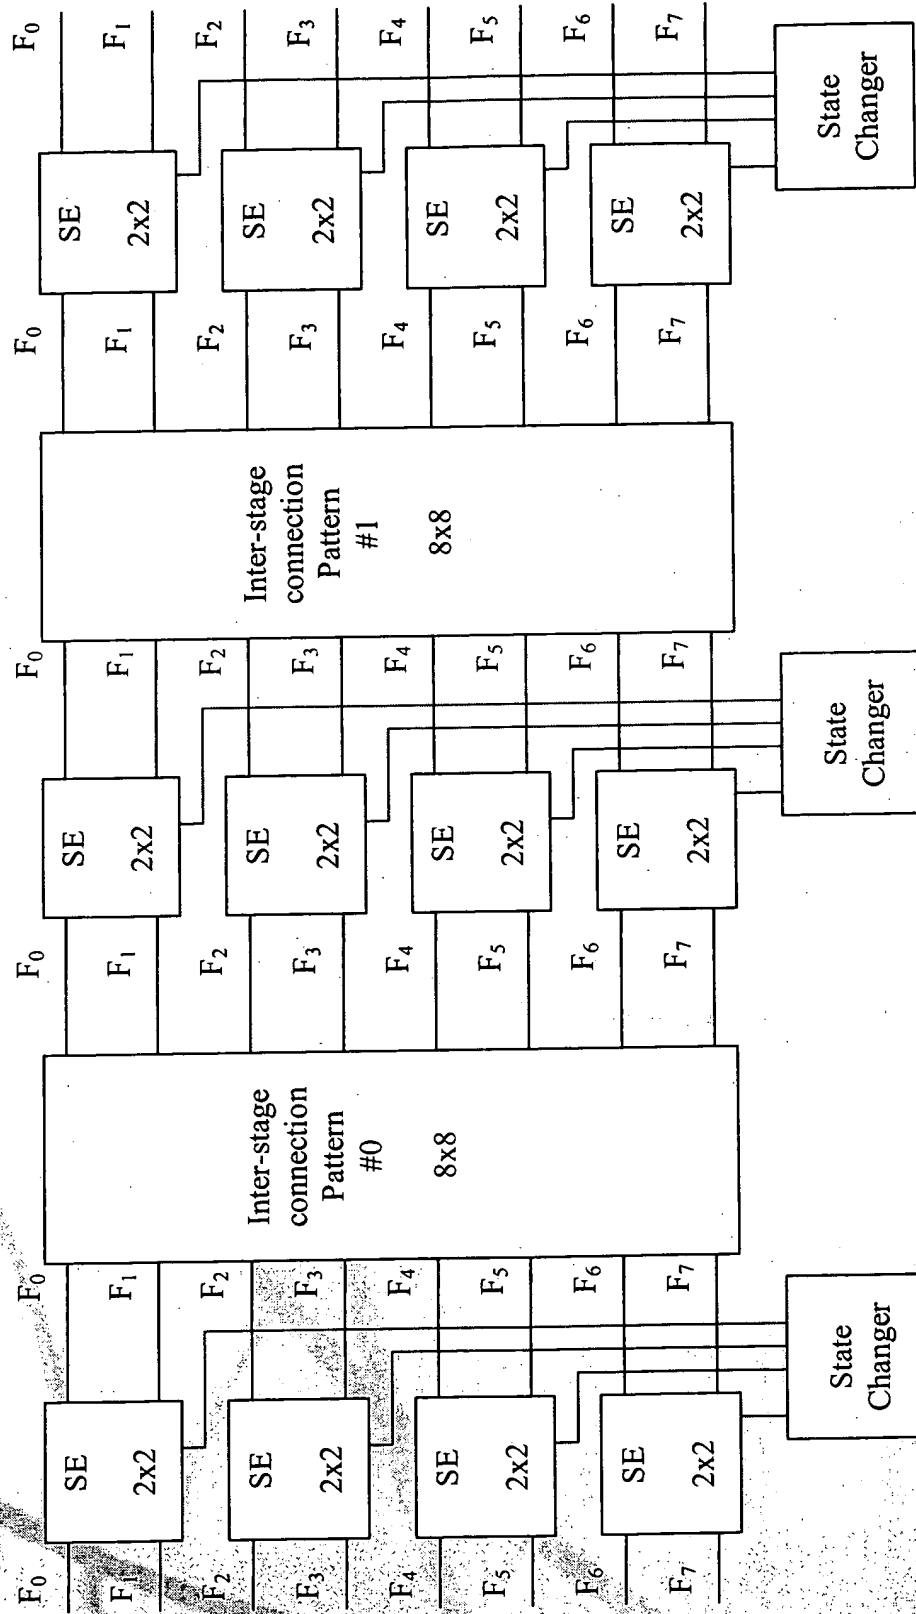 F0
F1
F2
F3
F4
F5
F6
F7
SE
2x2
SE
2x2
SE
2x2
SE
2x2
State
Changer
F0
F1
F2
F3
F4
F5
F6
F7
Inter-stage
connection
Pattern
#0
8x8
F0
F1
F2
F3
F4
F5
F6
F7
SE
2x2
SE
2x2
SE
2x2
SE
2x2
State
Changer
F0
F1
F2
F3
F4
F5
F6
F7
Inter-stage
connection
Pattern
#1
8x8
F0
F1
F2
F3
F4
F5
F6
F7
SE
2x2
SE
2x2
SE
2x2
SE
2x2
State
Changer
F0
F1
F2
F3
F4
F5
F6
F7